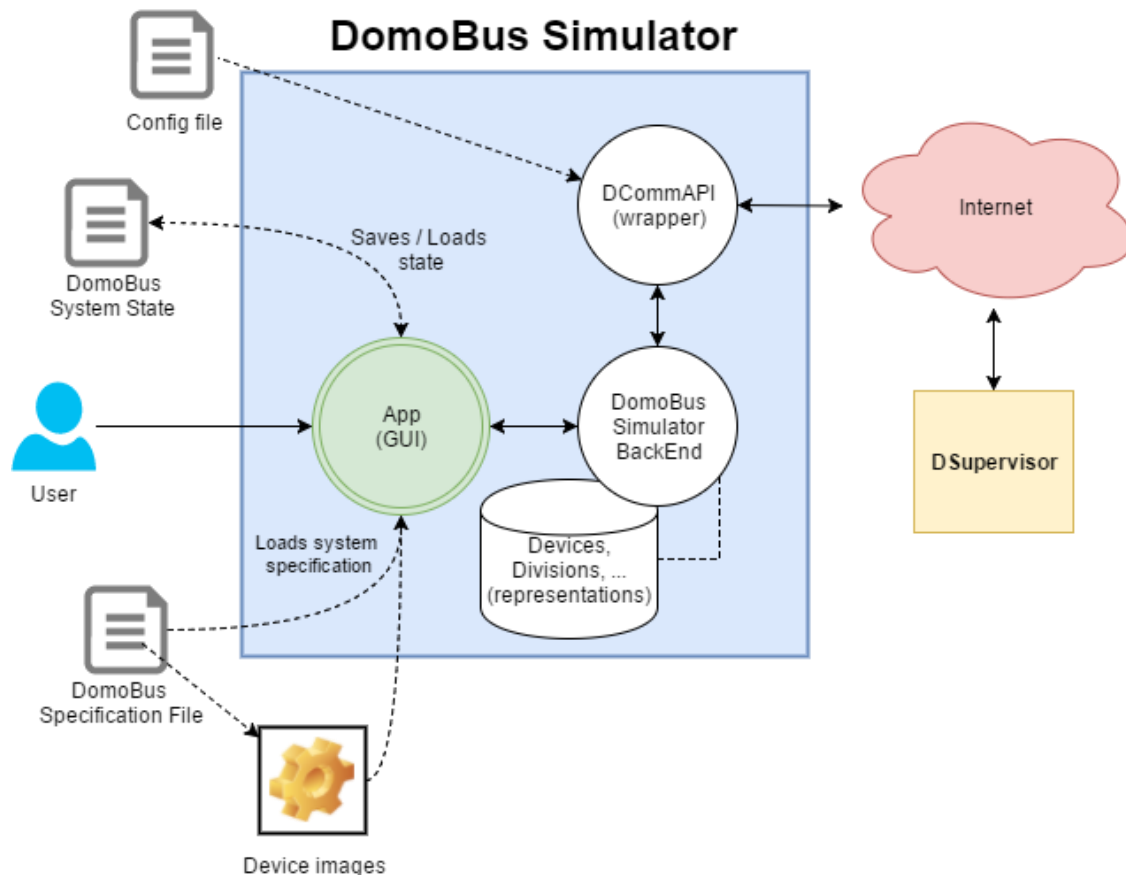 DomoBus Simulator
Config file
DCommAPI
(wrapper)
Internet
Saves / Loads
state
DomoBus
System State
App
(GUI)
DomoBus
Simulator
BackEnd
DSupervisor
User
Loads system
specification
Devices,
Divisions, ...
(representations)
DomoBus
Specification File
Device images